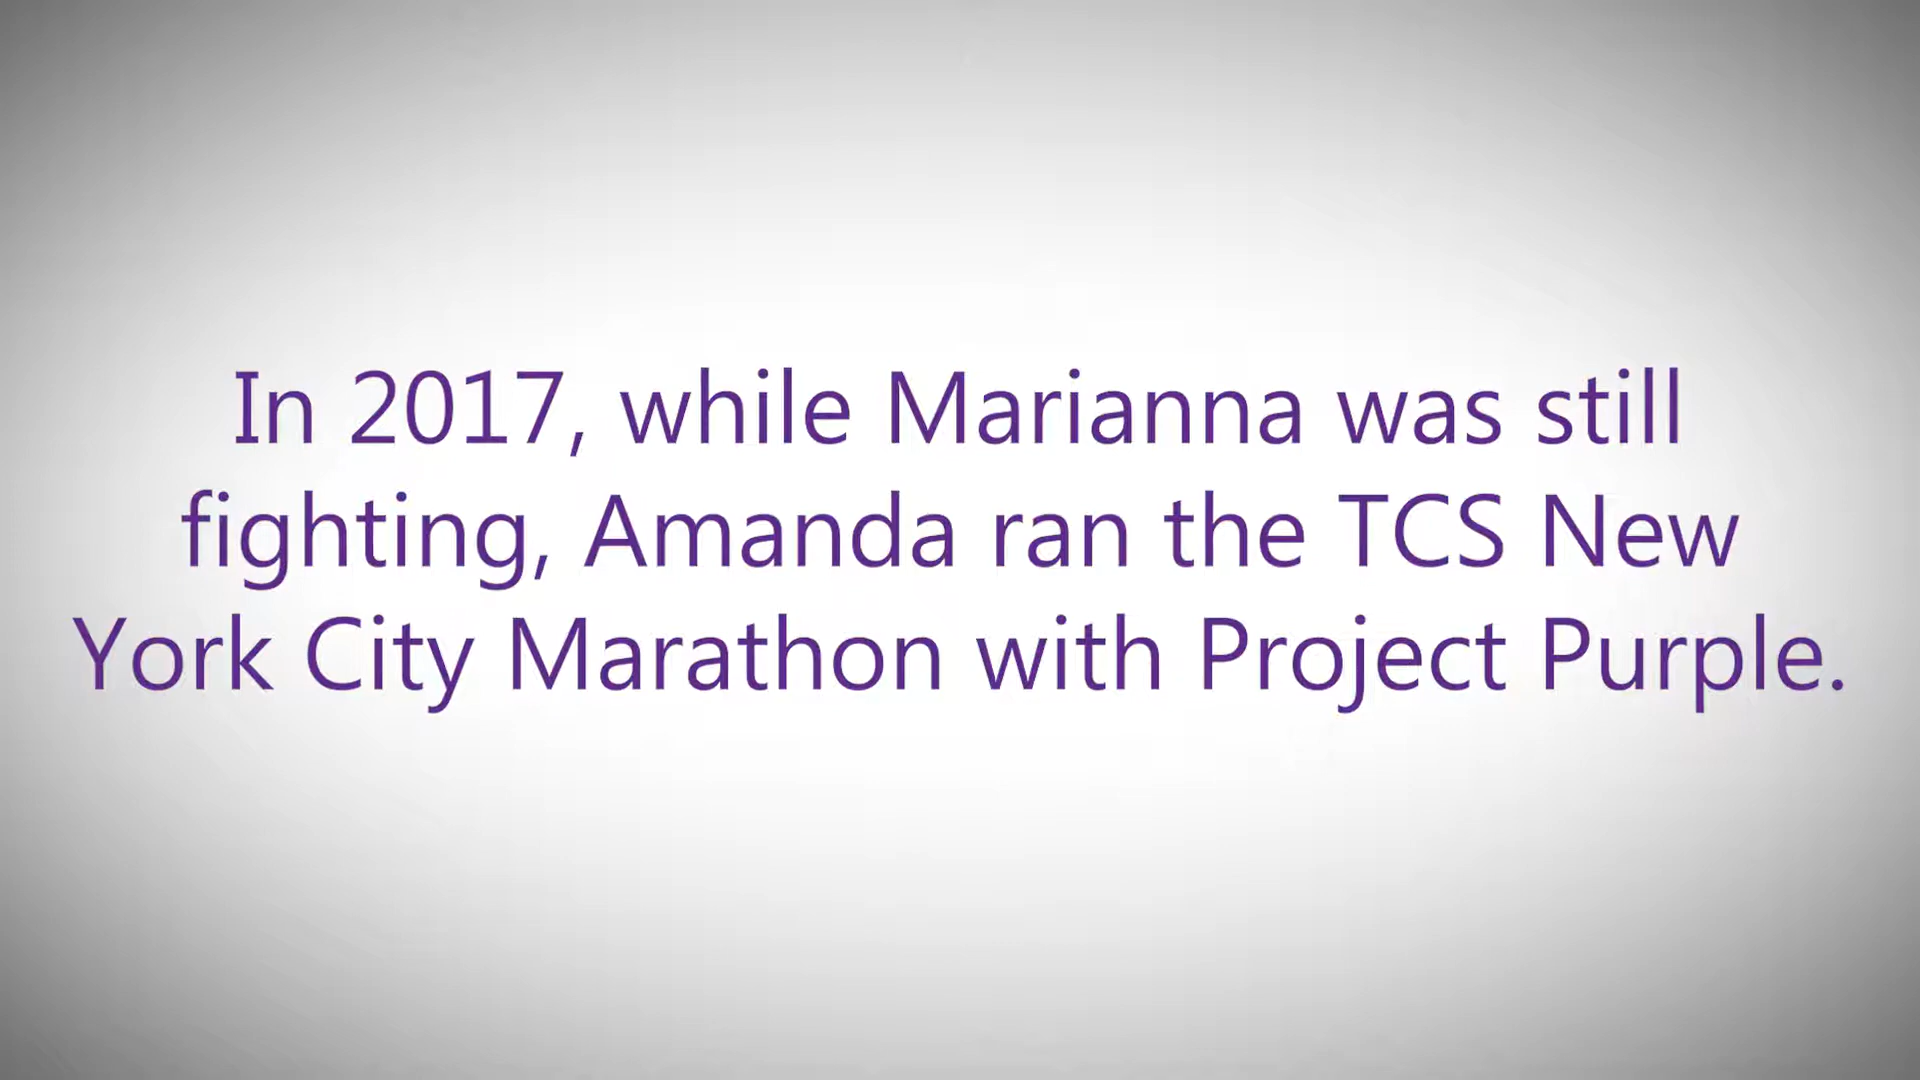 In 2017, while Marianna was still
fighting, Amanda ran the TCS New
York City Marathon with Project Purple.